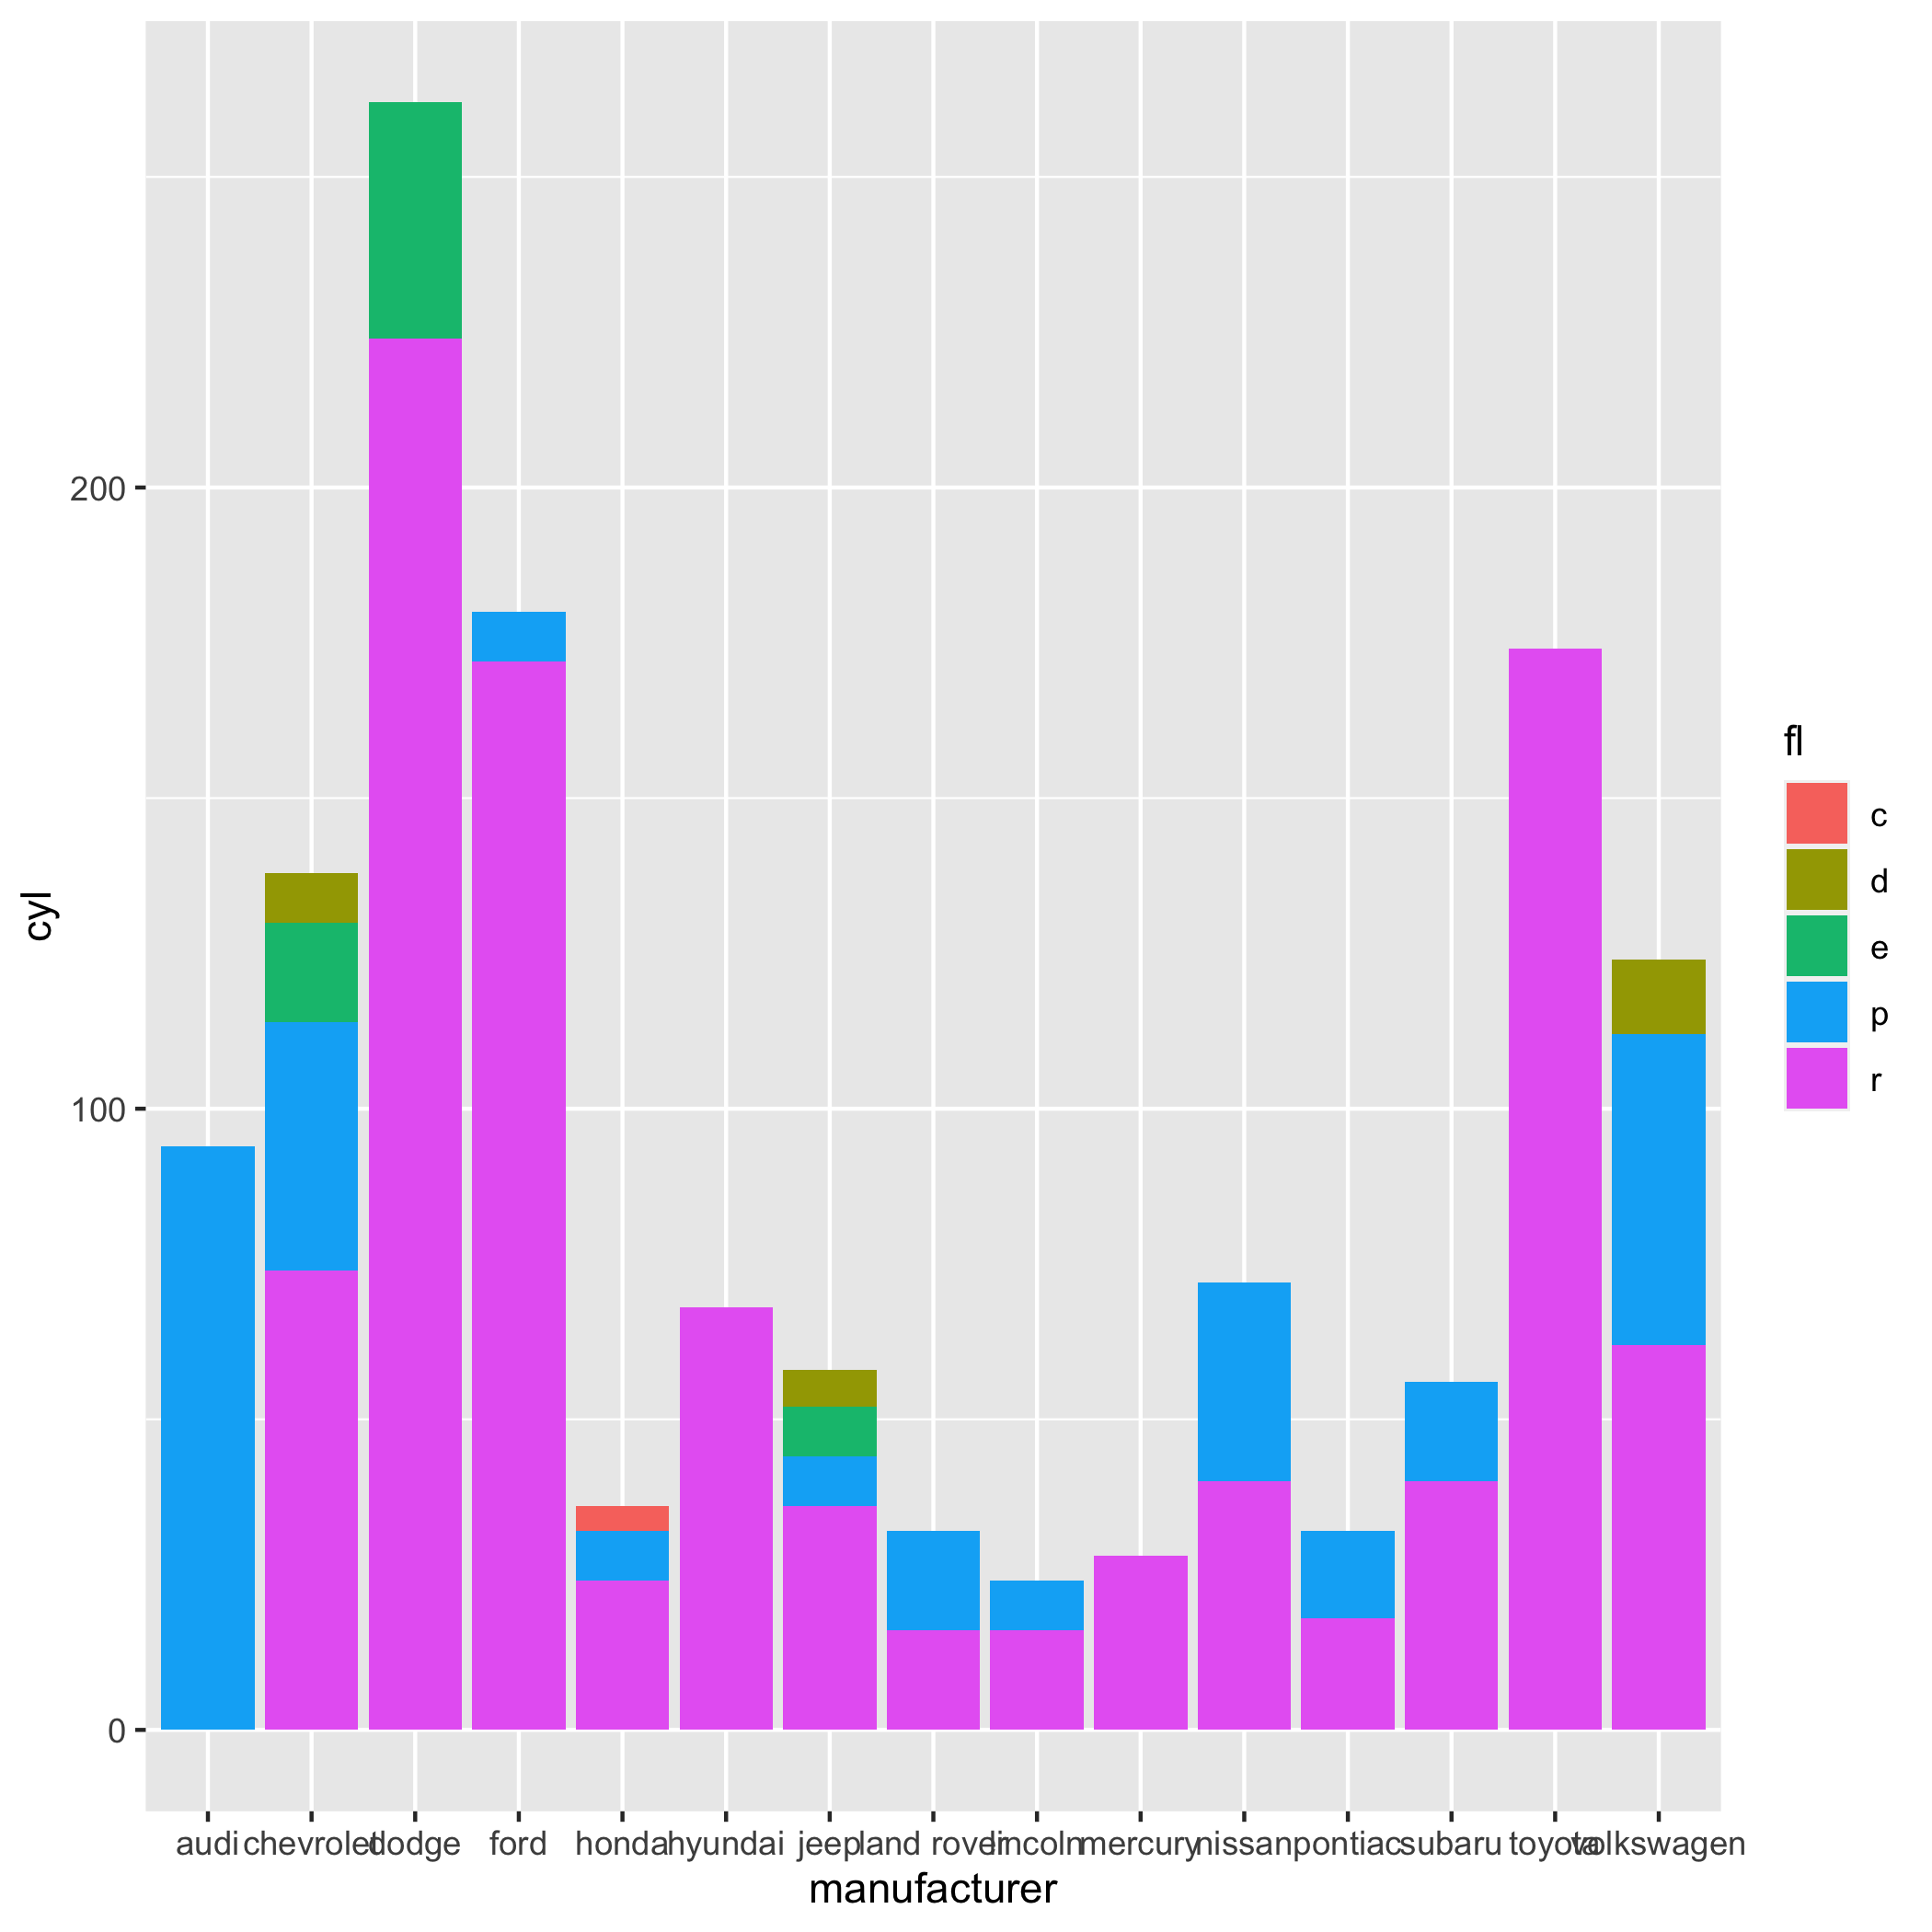 200
100
0
cyl
audi chevrolet dodge ford honda hyundai jeep land rover lincoln mercury nissan pontiac subaru toyota volkswagen
manufacturer
fl
c
d
e
p
r